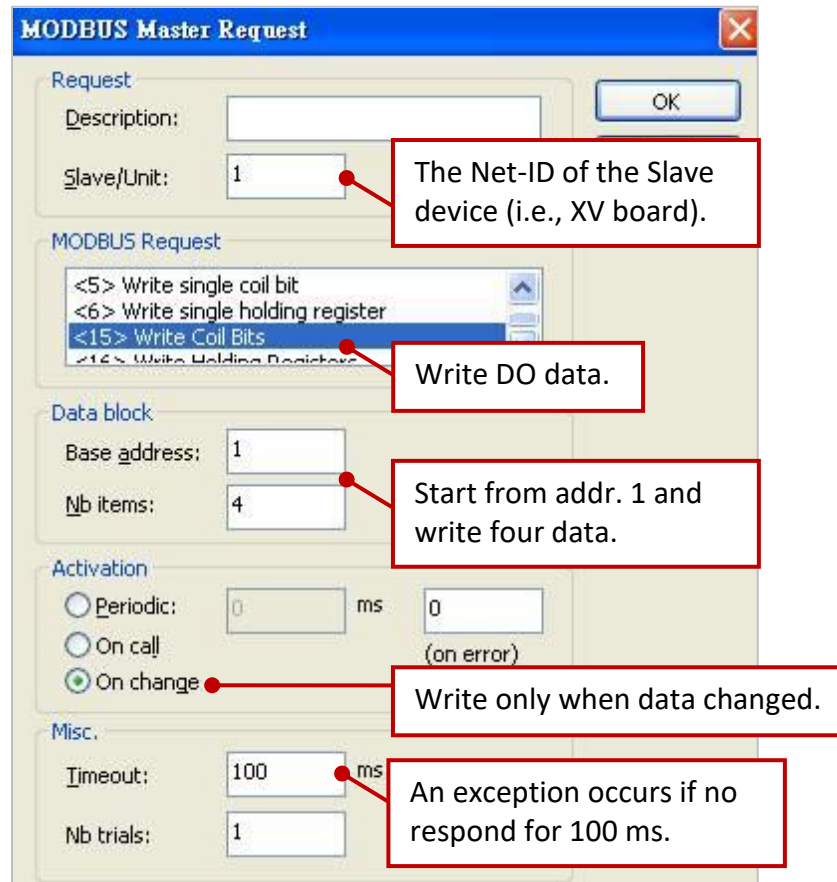 MODBUS Master Request
Request
Description:
OK
Slave/Unit:
1
The Net-ID of the Slave
device (i.e., XV board).
MODBUS Request
<5> Write single coil bit
<6> Write single holding register
<15> Write Coil Bits
<16> Write Holding Registers
Write DO data.
Data block
Base address:
1
Nb items:
4
Start from addr. 1 and
write four data.
Activation
Periodic:
0
ms
0
On call
(on error)
On change
Write only when data changed.
Misc.
Timeout:
100
ms
An exception occurs if no
respond for 100 ms.
Nb trials:
1